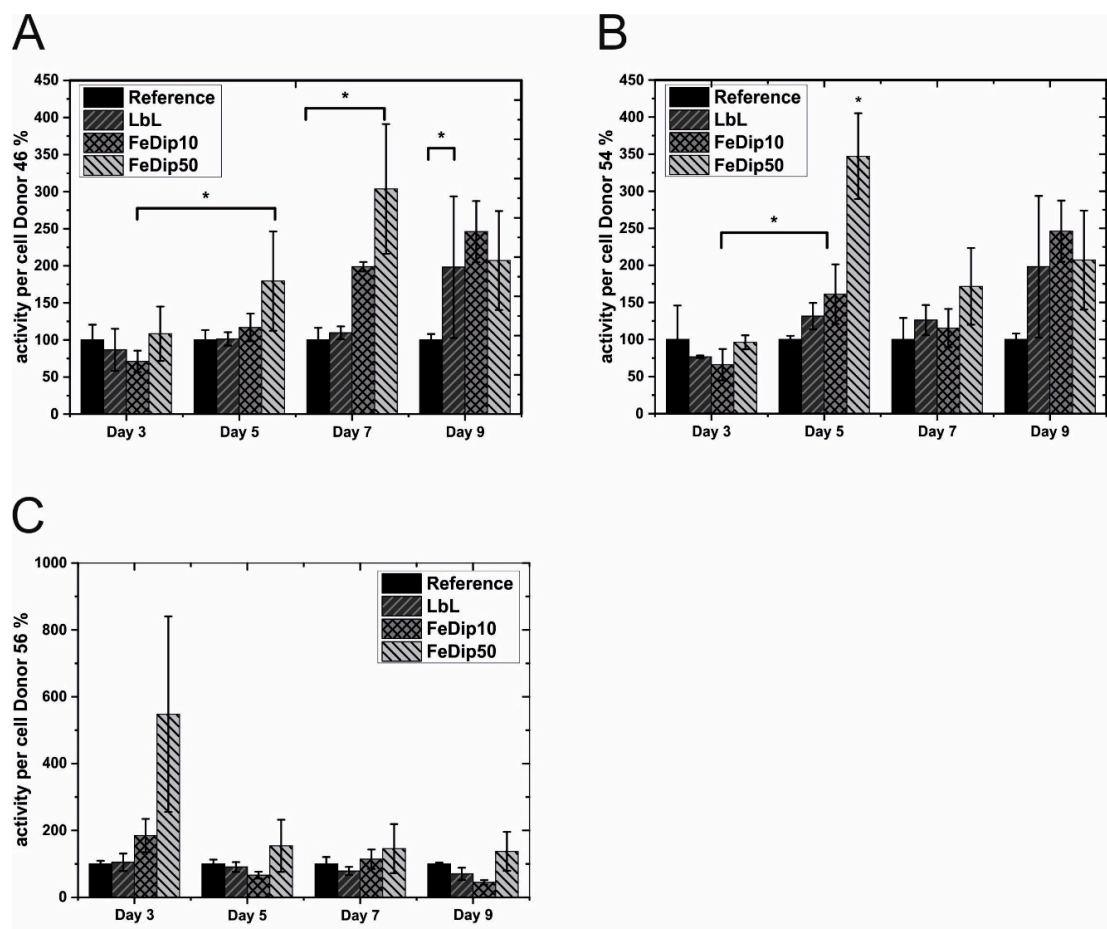 A
activity per cell Donor 46 %
450
400
350
300
250
200
150
100
50
0
Reference
LbL
FeDip10
FeDip50
*
*
*
Day 3 Day 5 Day 7 Day 9
B
activity per cell Donor 54 %
450
400
350
300
250
200
150
100
50
0
Reference
LbL
FeDip10
FeDip50
*
*
Day 3 Day 5 Day 7 Day 9
C
activity per cell Donor 56 %
1000
800
600
400
200
0
Reference
LbL
FeDip10
FeDip50
Day 3 Day 5 Day 7 Day 9